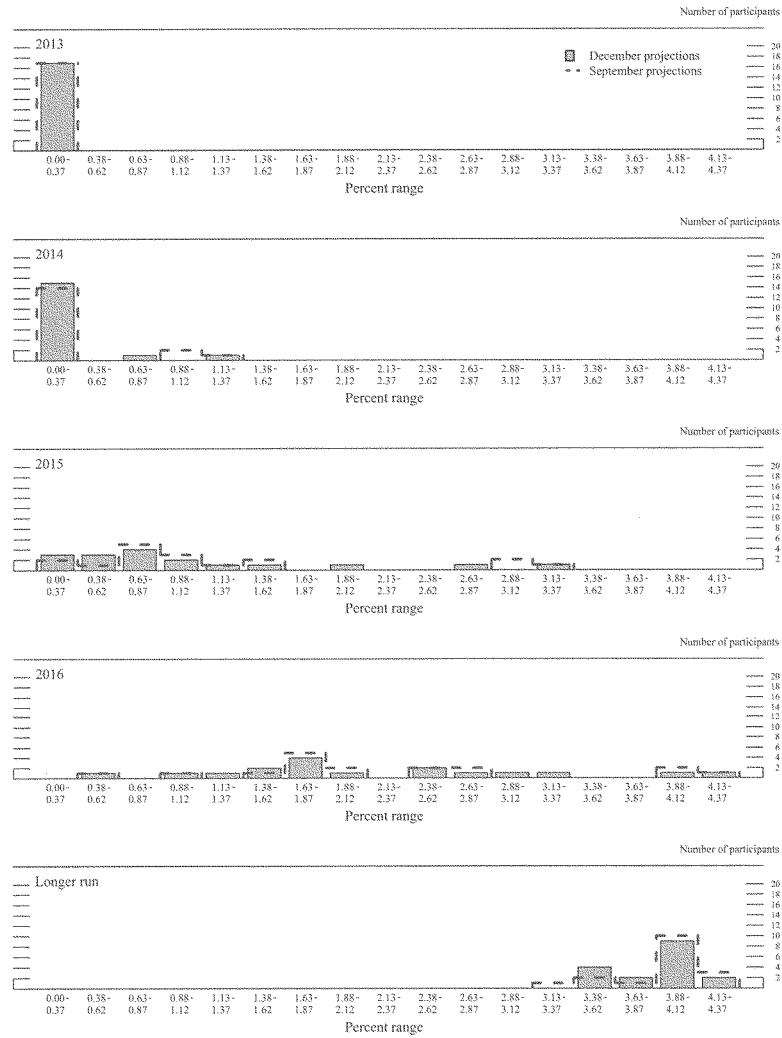 Number of participants
2013
December projections
September projections
20
18
16
14
12
10
8
6
4
2
0.00- 0.38- 0.63- 0.88- 1.13- 1.38- 1.63- 1.88- 2.13- 2.38- 2.63- 2.88- 3.13- 3.38- 3.63- 3.88- 4.13-
0.37 0.62 0.87 1.12 1.37 1.62 1.87 2.12 2.37 2.62 2.87 3.12 3.37 3.62 3.87 4.12 4.37
Percent range
Number of participants
2014
20
18
16
14
12
10
8
6
4
2
0.00- 0.38- 0.63- 0.88- 1.13- 1.38- 1.63- 1.88- 2.13- 2.38- 2.63- 2.88- 3.13- 3.38- 3.63- 3.88- 4.13-
0.37 0.62 0.87 1.12 1.37 1.62 1.87 2.12 2.37 2.62 2.87 3.12 3.37 3.62 3.87 4.12 4.37
Percent range
Number of participants
2015
20
18
16
14
12
10
8
6
4
2
0.00- 0.38- 0.63- 0.88- 1.13- 1.38- 1.63- 1.88- 2.13- 2.38- 2.63- 2.88- 3.13- 3.38- 3.63- 3.88- 4.13-
0.37 0.62 0.87 1.12 1.37 1.62 1.87 2.12 2.37 2.62 2.87 3.12 3.37 3.62 3.87 4.12 4.37
Percent range
Number of participants
2016
20
18
16
14
12
10
8
6
4
2
0.00- 0.38- 0.63- 0.88- 1.13- 1.38- 1.63- 1.88- 2.13- 2.38- 2.63- 2.88- 3.13- 3.38- 3.63- 3.88- 4.13-
0.37 0.62 0.87 1.12 1.37 1.62 1.87 2.12 2.37 2.62 2.87 3.12 3.37 3.62 3.87 4.12 4.37
Percent range
Number of participants
Longer run
20
18
16
14
12
10
8
6
4
2
0.00- 0.38- 0.63- 0.88- 1.13- 1.38- 1.63- 1.88- 2.13- 2.38- 2.63- 2.88- 3.13- 3.38- 3.63- 3.88- 4.13-
0.37 0.62 0.87 1.12 1.37 1.62 1.87 2.12 2.37 2.62 2.87 3.12 3.37 3.62 3.87 4.12 4.37
Percent range